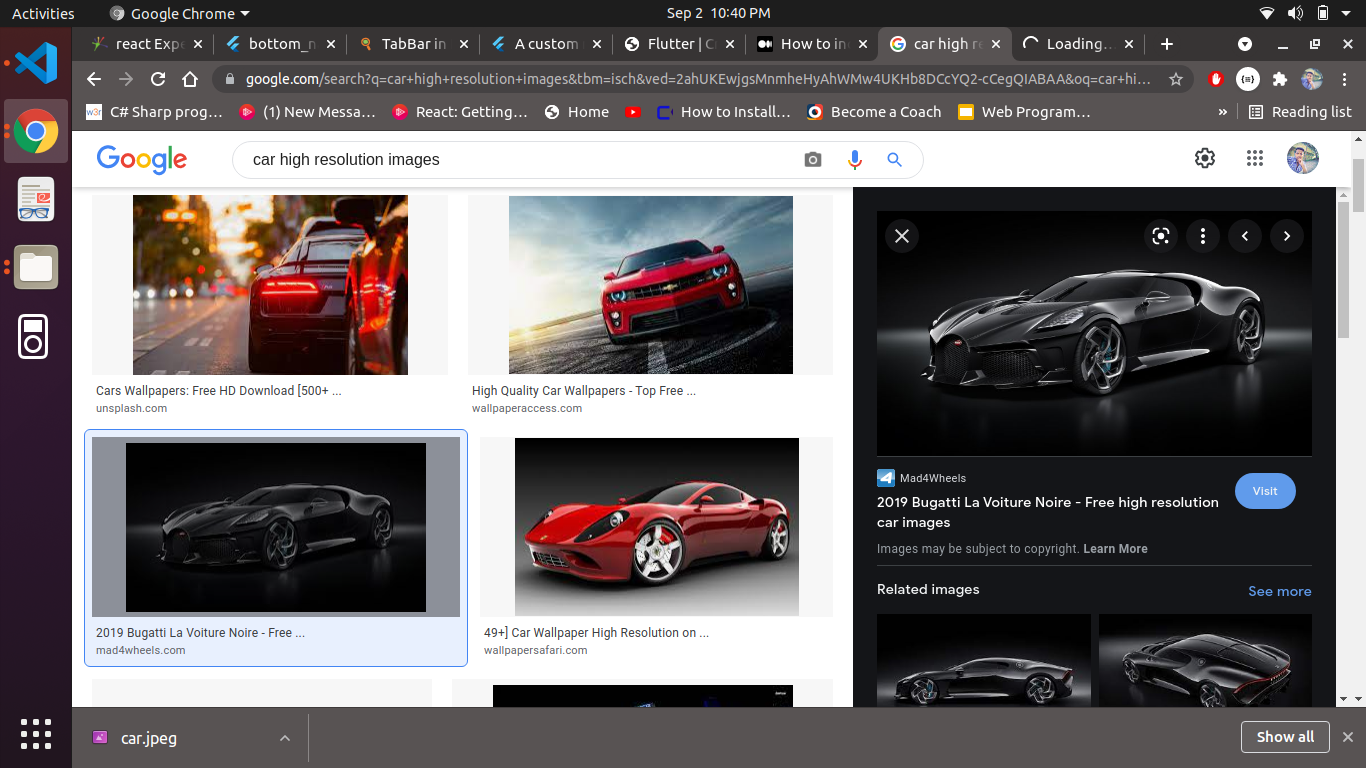 Activities
Google Chrome
Sep 2 10:40 PM
react Exp
bottom_n
TabBar in
A custom
Flutter | C
How to in
car high r
Loading..
google.com/search?q=car+high+resolution+images&tbm=isch&ved=2ahUKEwjgsMnmheHyAhWMw4UKHb8DCcYQ2-cCegQIABAA&oq=car+hi...
C# Sharp prog...
(1) New Messa...
React: Getting...
Home
How to Install...
Become a Coach
Web Program...
»
Reading list
Google
car high resolution images
Cars Wallpapers: Free HD Download [500+ ...
unsplash.com
High Quality Car Wallpapers - Top Free ...
wallpaperaccess.com
2019 Bugatti La Voiture Noire - Free ...
mad4wheels.com
49+] Car Wallpaper High Resolution on ...
wallpapersafari.com
Mad4Wheels
2019 Bugatti La Voiture Noire - Free high resolution
car images
Visit
Images may be subject to copyright. Learn More
Related images
See more
car.jpeg
Show all